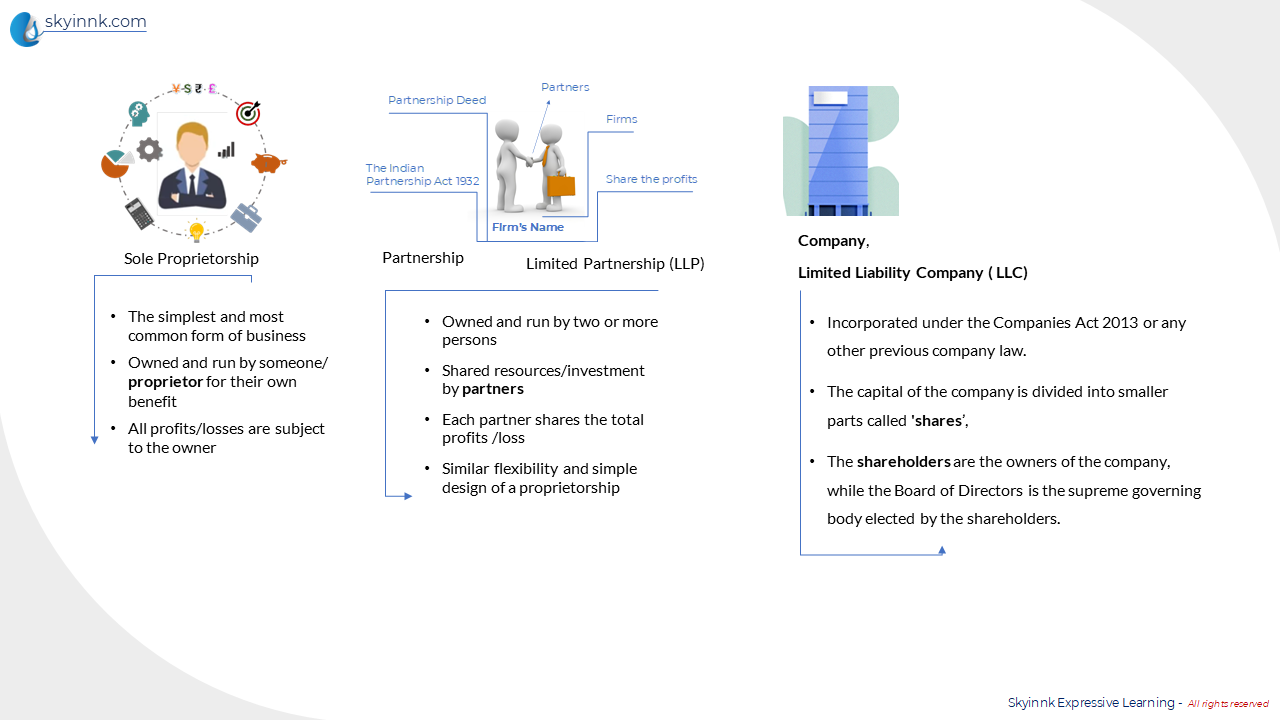 skyinnk.com
¥ $ ₹ £
Sole Proprietorship
• The simplest and most
common form of business
• Owned and run by someone/
proprietor for their own
benefit
• All profits/losses are subject
to the owner
Partners
Partnership Deed
Firms
The Indian
Partnership Act 1932
Share the profits
Firm's Name
Partnership
Limited Partnership (LLP)
• Owned and run by two or more
persons
• Shared resources/investment
by partners
• Each partner shares the total
profits /loss
• Similar flexibility and simple
design of a proprietorship
Company,
Limited Liability Company ( LLC)
• Incorporated under the Companies Act 2013 or any
other previous company law.
• The capital of the company is divided into smaller
parts called 'shares',
• The shareholders are the owners of the company,
while the Board of Directors is the supreme governing
body elected by the shareholders.
Skyinnk Expressive Learning - All rights reserved